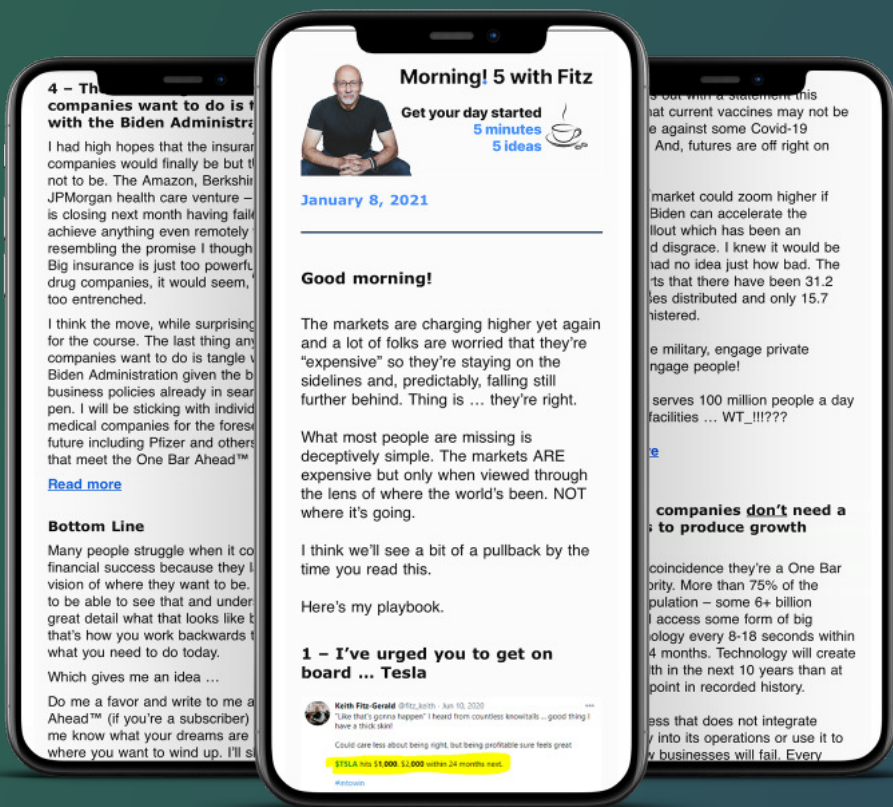 4 – Th
companies want to do is t
with the Biden Administra
I had high hopes that the insuran
companies would finally be but t
not to be. The Amazon, Berkshir
JPMorgan health care venture –
is closing next month having faile
achieve anything even remotely
resembling the promise I though
Big insurance is just too powerfu
drug companies, it would seem,
too entrenched.
I think the move, while surprising
for the course. The last thing any
companies want to do is tangle w
Biden Administration given the b
business policies already in sear
pen. I will be sticking with individ
medical companies for the forese
future including Pfizer and others
that meet the One Bar Ahead™
Read more
Bottom Line
Many people struggle when it co
financial success because they l
vision of where they want to be.
to be able to see that and under
great detail what that looks like b
that's how you work backwards t
what you need to do today.
Which gives me an idea ...
Do me a favor and write to me a
Ahead™ (if you're a subscriber)
me know what your dreams are
where you want to wind up. I'll s
Morning! 5 with Fitz
Get your day started
5 minutes
5 ideas
January 8, 2021
Good morning!
The markets are charging higher yet again
and a lot of folks are worried that they're
"expensive" so they're staying on the
sidelines and, predictably, falling still
further behind. Thing is ... they're right.
What most people are missing is
deceptively simple. The markets ARE
expensive but only when viewed through
the lens of where the world's been. NOT
where it's going.
I think we'll see a bit of a pullback by the
time you read this.
Here's my playbook.
1 – I've urged you to get on
board ... Tesla
Keith Fitz-Gerald @fitz_keith · Jun 10, 2020
"Like that's gonna happen" I heard from countless knowitalls ... good thing I
have a thick skin!
Could care less about being right, but being profitable sure feels great
$TSLA hits $1,000. $2,000 within 24 months next.
#intowin
s out with a statement this
hat current vaccines may not be
e against some Covid-19
And, futures are off right on
market could zoom higher if
Biden can accelerate the
llout which has been an
d disgrace. I knew it would be
had no idea just how bad. The
rts that there have been 31.2
ses distributed and only 15.7
nistered.
e military, engage private
ngage people!
serves 100 million people a day
facilities ... WT_!!!???
e
companies don't need a
s to produce growth
coincidence they're a One Bar
ority. More than 75% of the
pulation – some 6+ billion
l access some form of big
ology every 8-18 seconds within
4 months. Technology will create
lth in the next 10 years than at
point in recorded history.
ess that does not integrate
y into its operations or use it to
w businesses will fail. Every